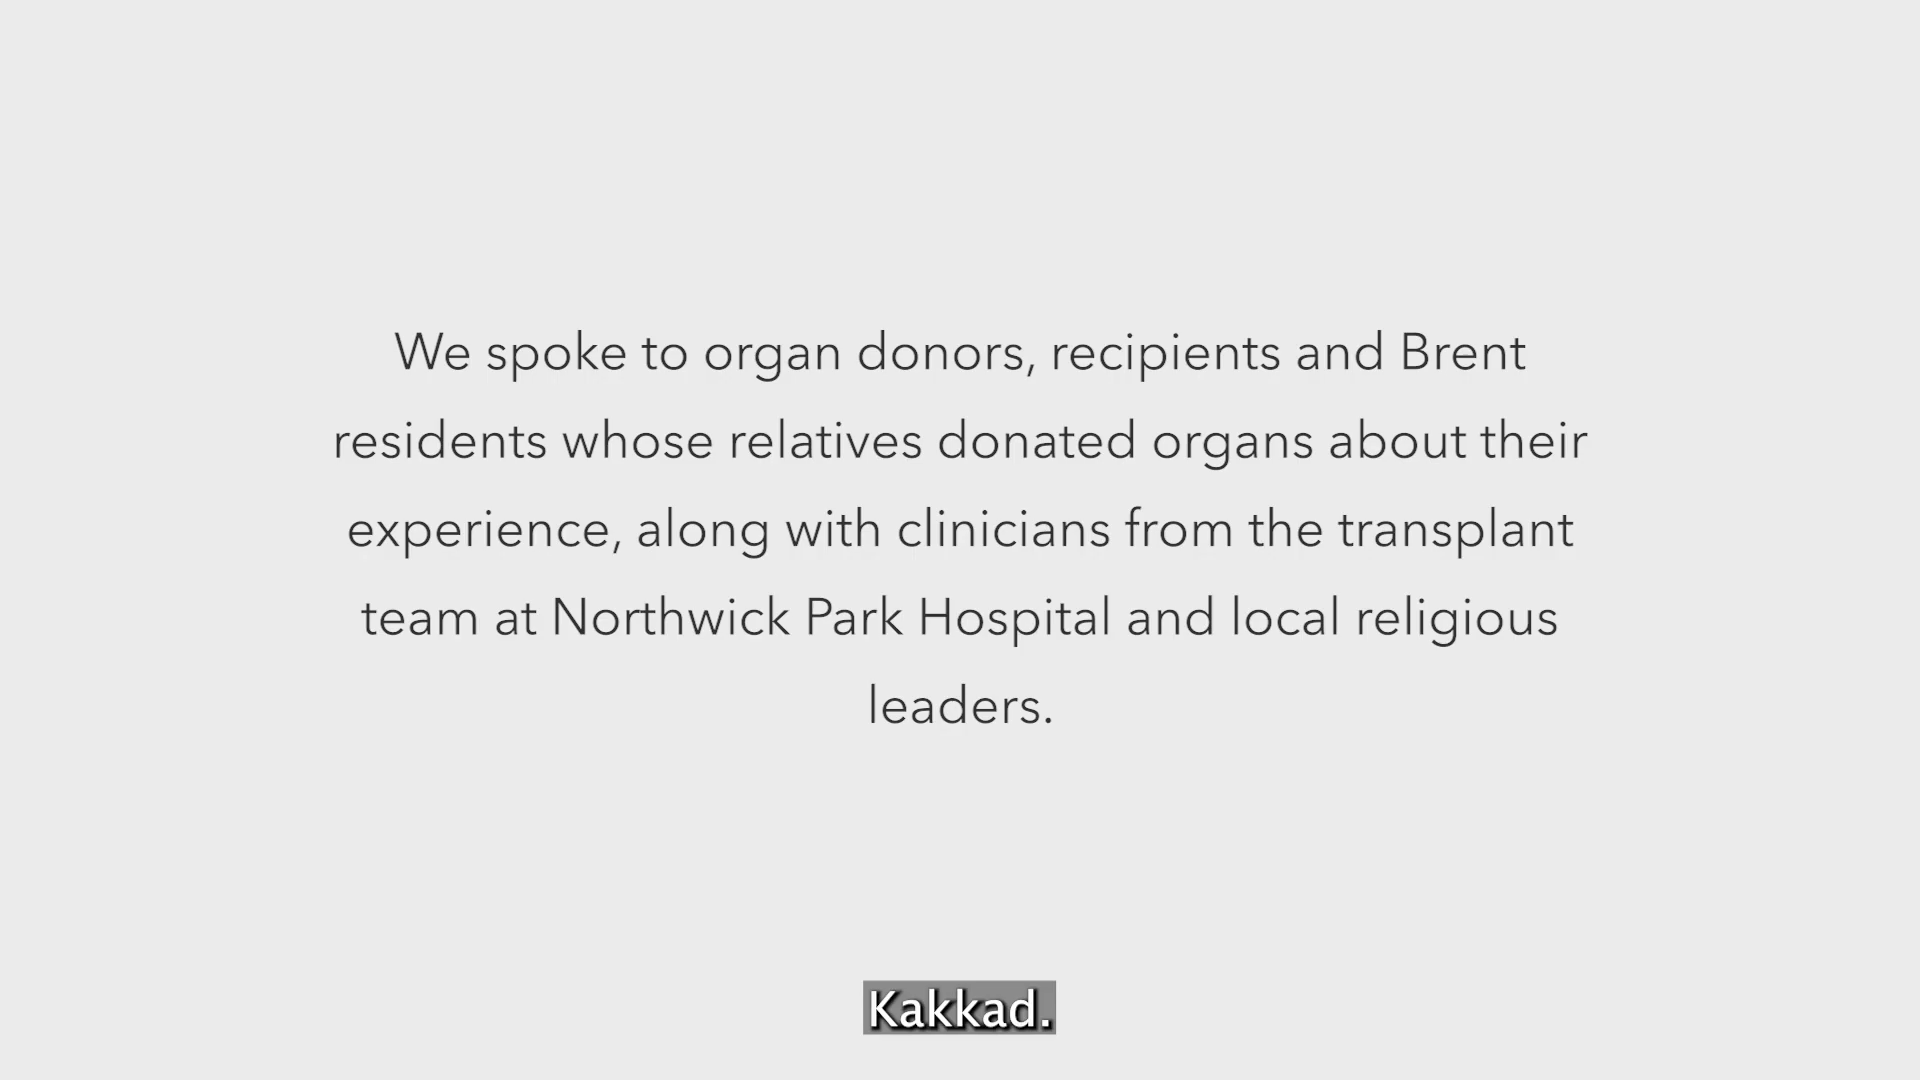 We spoke to organ donors, recipients and Brent
residents whose relatives donated organs about their
experience, along with clinicians from the transplant
team at Northwick Park Hospital and local religious
leaders.
Kakkad.